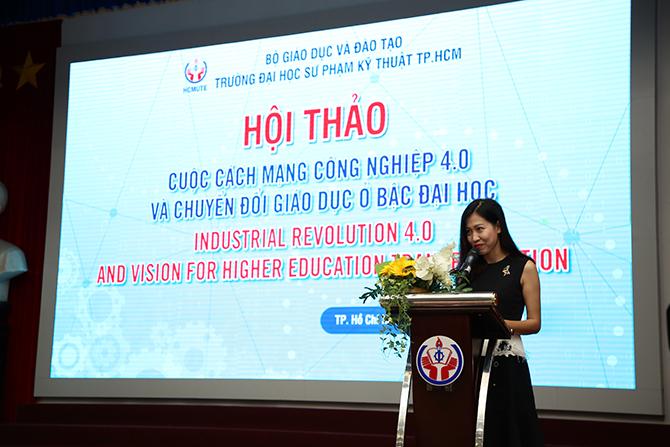 BỘ GIÁO DỤC VÀ ĐÀO TẠO
TRƯỜNG ĐẠI HỌC SƯ PHẠM KỸ THUẬT TP.HCM
HCMUTE
HỘI THẢO
CUỘC CÁCH MẠNG CÔNG NGHIỆP 4.0
VÀ CHUYỂN ĐỔI GIÁO DỤC Ở BẬC ĐẠI HỌC
INDUSTRIAL REVOLUTION 4.0
AND VISION FOR HIGHER EDUCATION
TP. Hồ Chí